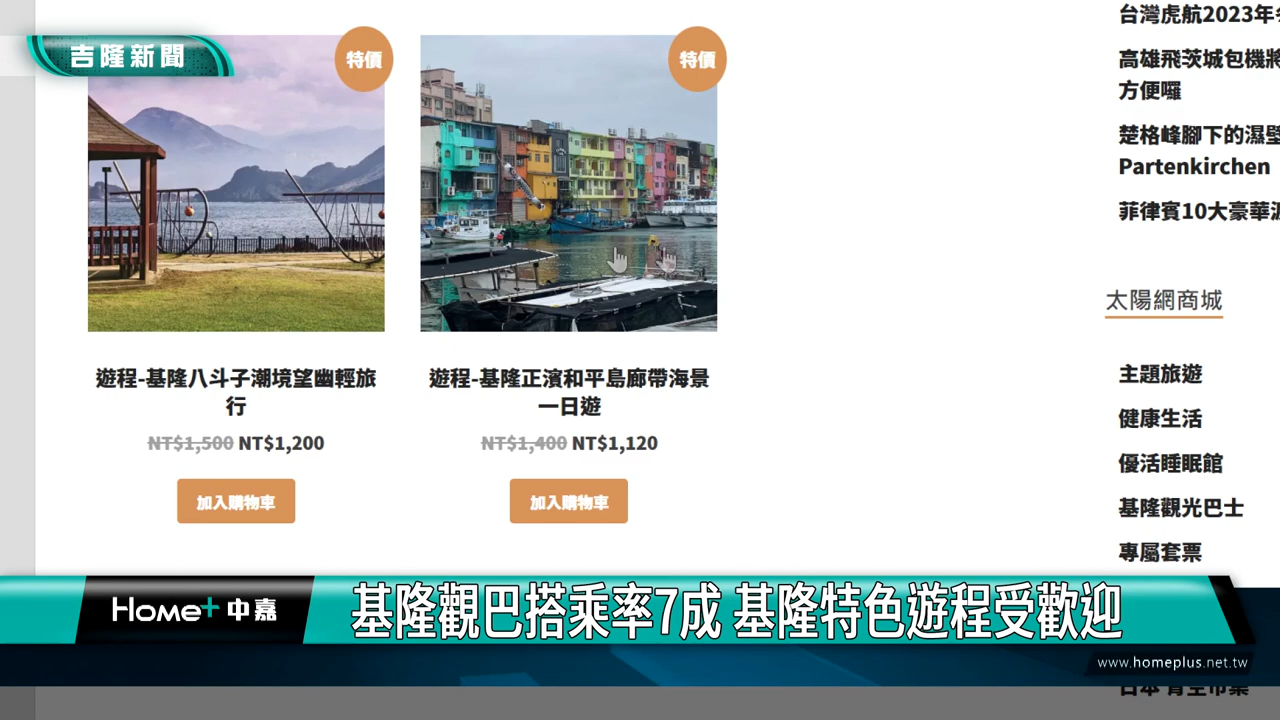 吉隆新聞
特價
特價
遊程-基隆八斗子潮境望幽輕旅
行
NT$1,500 NT$1,200
加入購物車
遊程-基隆正濱和平島廊帶海景
一日遊
NT$1,400 NT$1,120
加入購物車
台灣虎航2023年
高雄飛茨城包機將
方便囉
楚格峰腳下的濕壁
Partenkirchen
菲律賓10大豪華
太陽網商城
主題旅遊
健康生活
優活睡眠館
基隆觀光巴士
專屬套票
Home+中嘉
基隆觀巴搭乘率7成 基隆特色遊程受歡迎
www.homeplus.net.tw